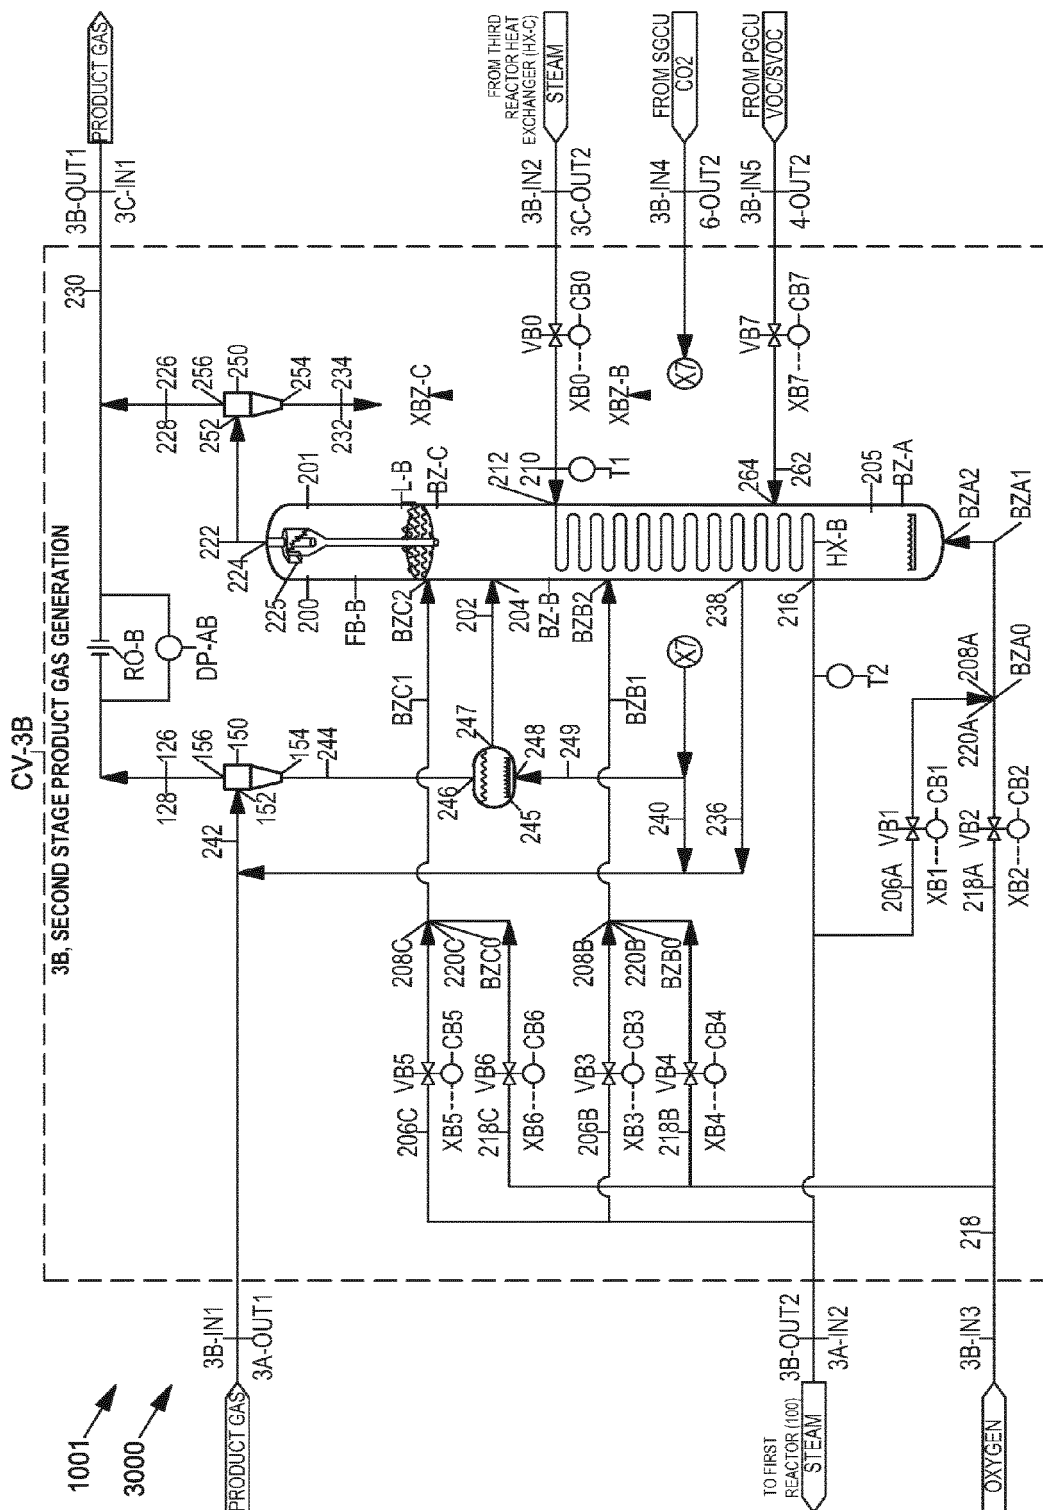 1001
3000
CV-3B
3B, SECOND STAGE PRODUCT GAS GENERATION
PRODUCT GAS
3B-IN1
3A-OUT1
242
128
126
156
150
152
154
244
RO-B
DP-AB
222
224
225
200
201
FB-B
228
226
256
250
252
254
232
234
230
3B-OUT1
3C-IN1
PRODUCT GAS
206C
VB5
XB5
CB5
208C
220C
BZC0
218C
VB6
XB6
CB6
BZC1
BZC2
L-B
BZ-C
XBZ-C
246
247
245
248
249
202
204
BZ-B
212
210
T1
VB0
XB0
CB0
3B-IN2
3C-OUT2
FROM THIRD
REACTOR HEAT
EXCHANGER (HX-C)
STEAM
206B
VB3
XB3
CB3
208B
220B
BZB0
218B
VB4
XB4
CB4
BZB1
BZB2
XBZ-B
240
X7
X7
3B-IN4
6-OUT2
FROM SGCU
CO2
236
238
216
HX-B
264
262
VB7
XB7
CB7
3B-IN5
4-OUT2
FROM PGCU
VOC/SVOC
TO FIRST
REACTOR (100)
STEAM
3B-OUT2
3A-IN2
T2
205
BZ-A
206A
VB1
XB1
CB1
208A
220A
BZA0
BZA2
BZA1
OXYGEN
3B-IN3
218
218A
VB2
XB2
CB2